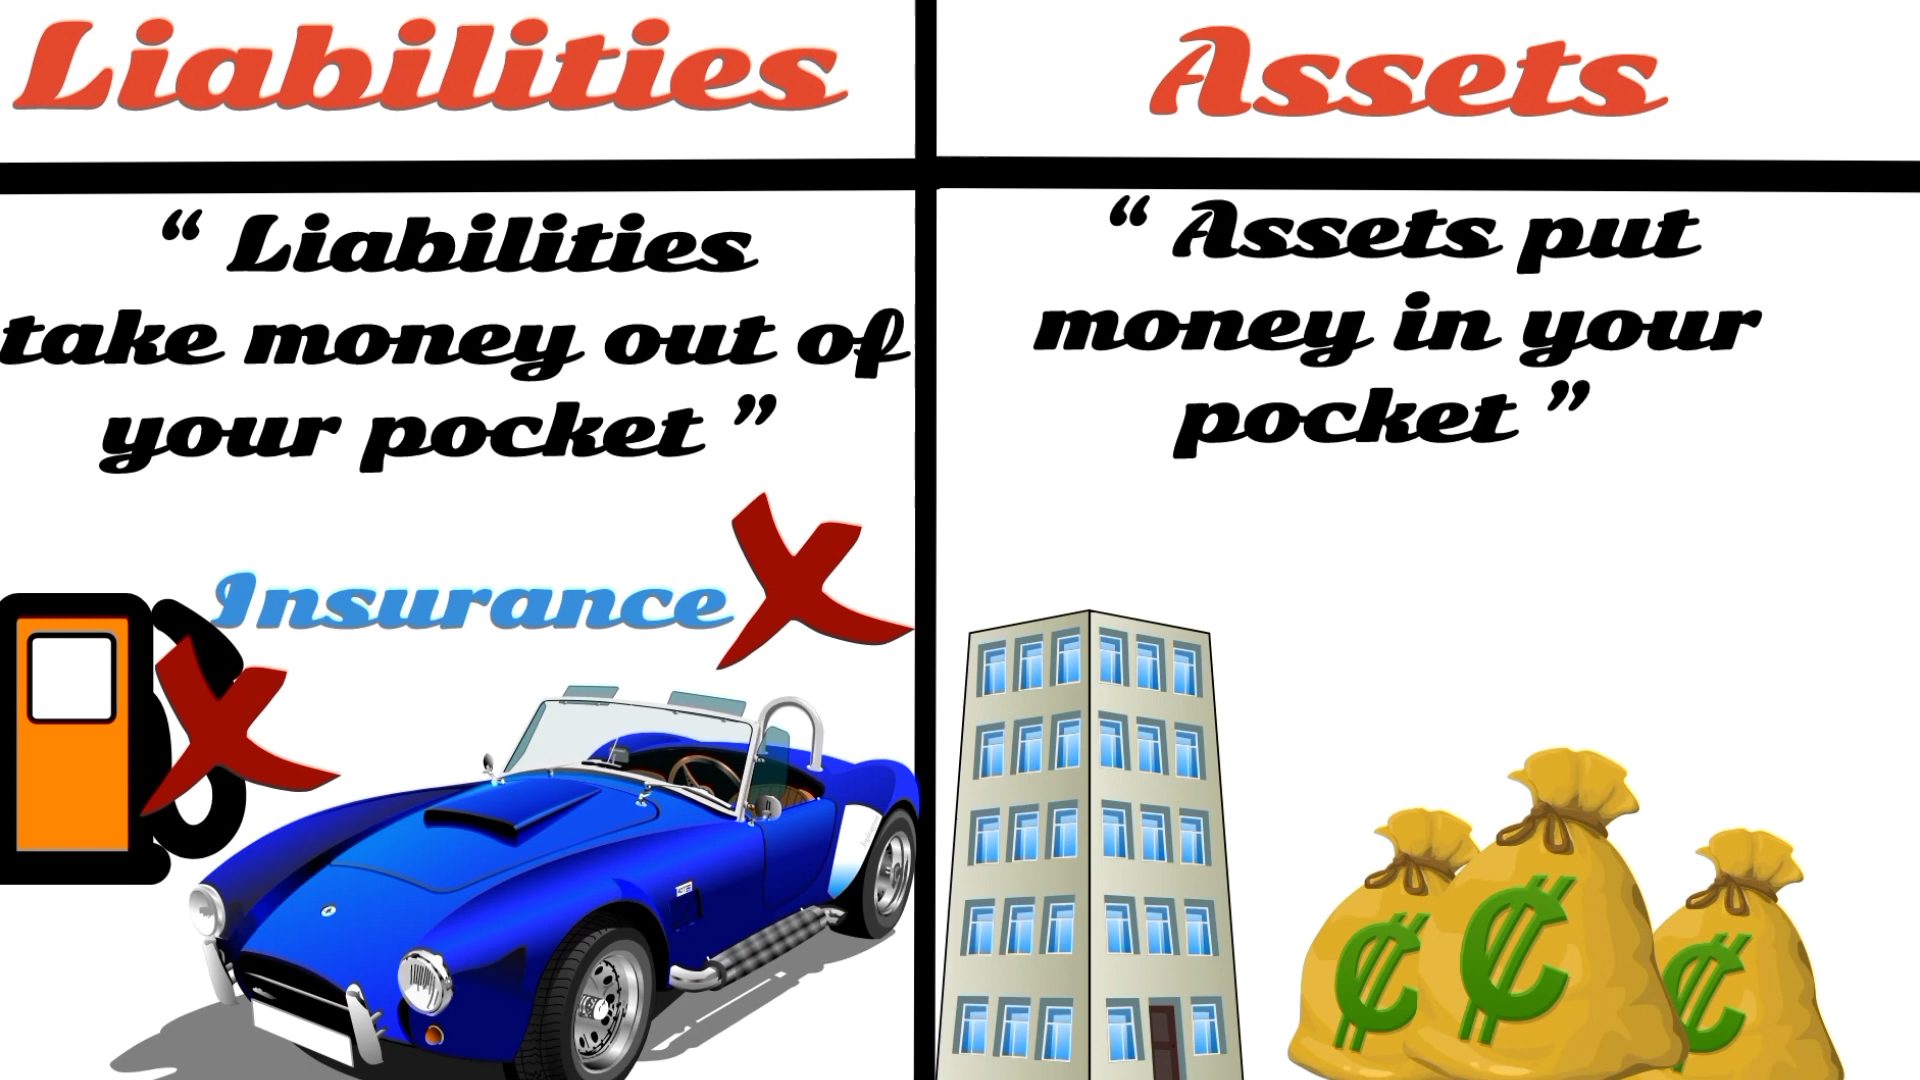 Liabilities
Assets
“ Liabilities
take money out of
your pocket ”
“ Assets put
money in your
pocket ”
Insurance